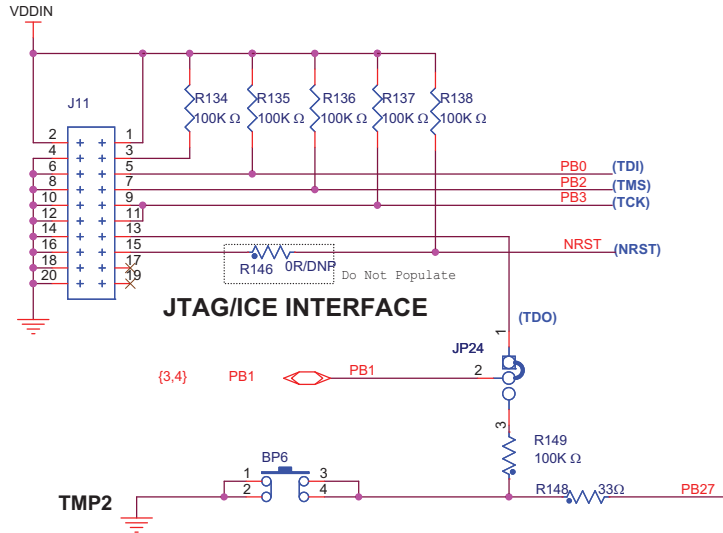 VDDIN
J11
R134
100K Ω
R135
100K Ω
R136
100K Ω
R137
100K Ω
R138
100K Ω
2 1
4 3
6 5 PB0 (TDI)
8 7 PB2 (TMS)
10 9 PB3 (TCK)
12 11
14 13
16 15 NRST (NRST)
18 17
20 19
R146 0R/DNP
Do Not Populate
JTAG/ICE INTERFACE
(TDO)
1
JP24
{3,4} PB1 PB1 2
3
R149
100K Ω
BP6
1 3
2 4
TMP2
R148 33Ω PB27